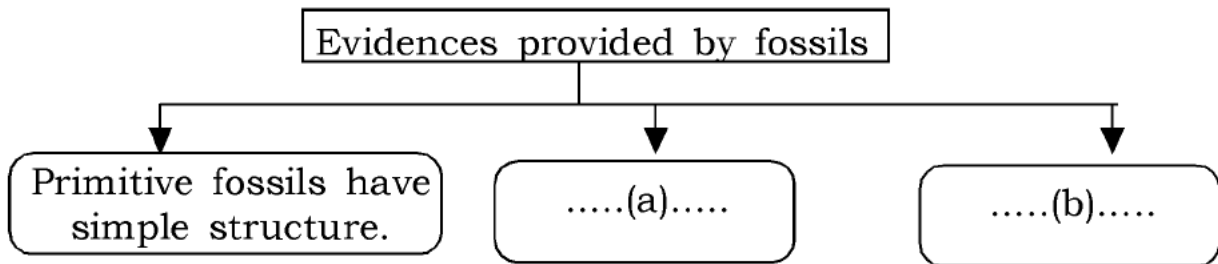 Evidences provided by fossils
Primitive fossils have
simple structure.
.....(a).....
.....(b).....